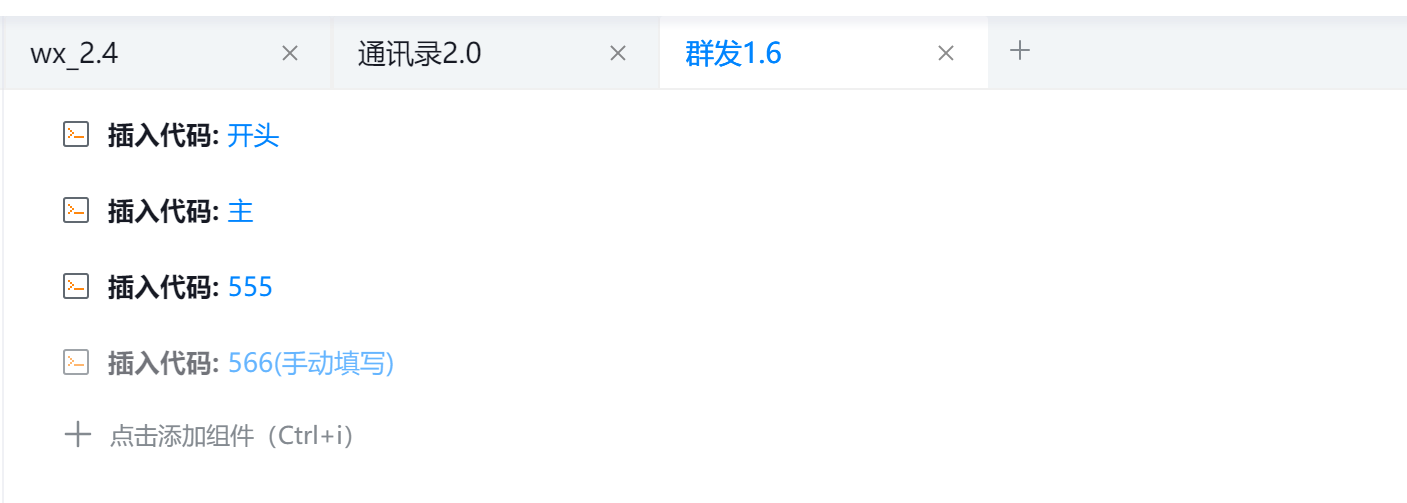 wx_2.4 通讯录2.0 群发1.6
插入代码: 开头
插入代码: 主
插入代码: 555
插入代码: 566(手动填写)
点击添加组件（Ctrl+i）